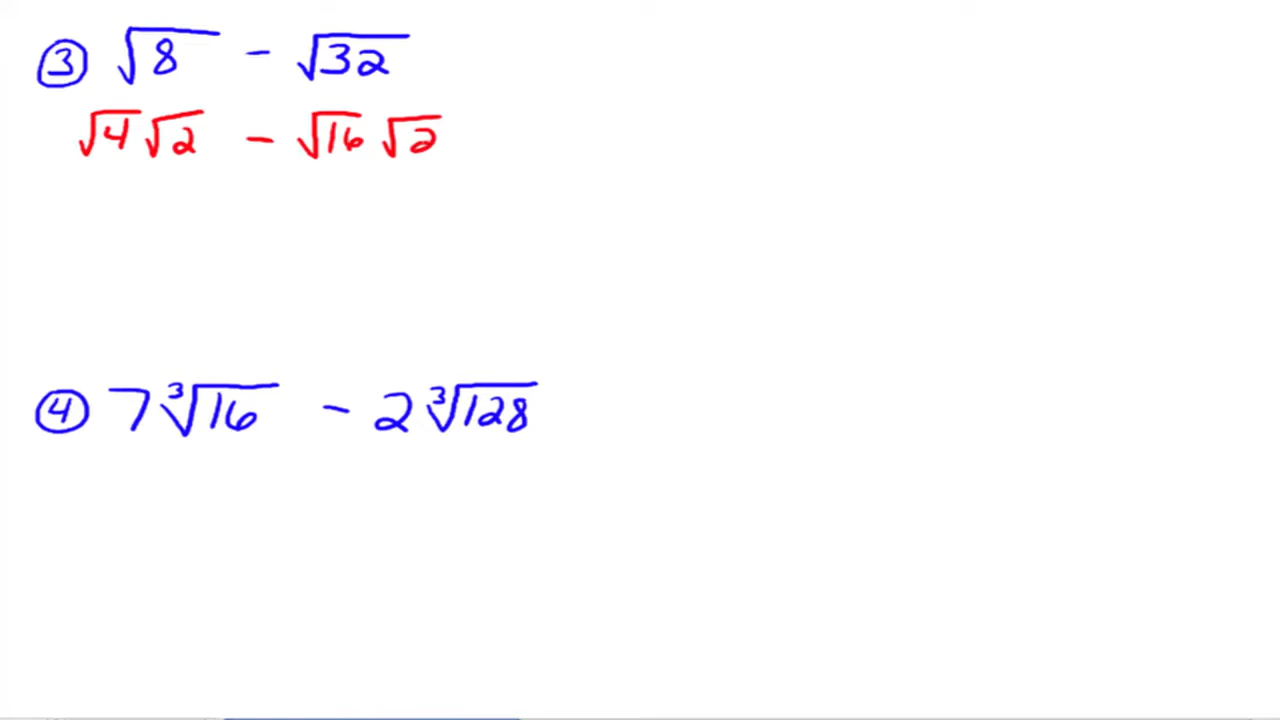 ③ √8 - √32
√4 √2 - √16 √2
④ 7 ∛16 - 2 ∛128